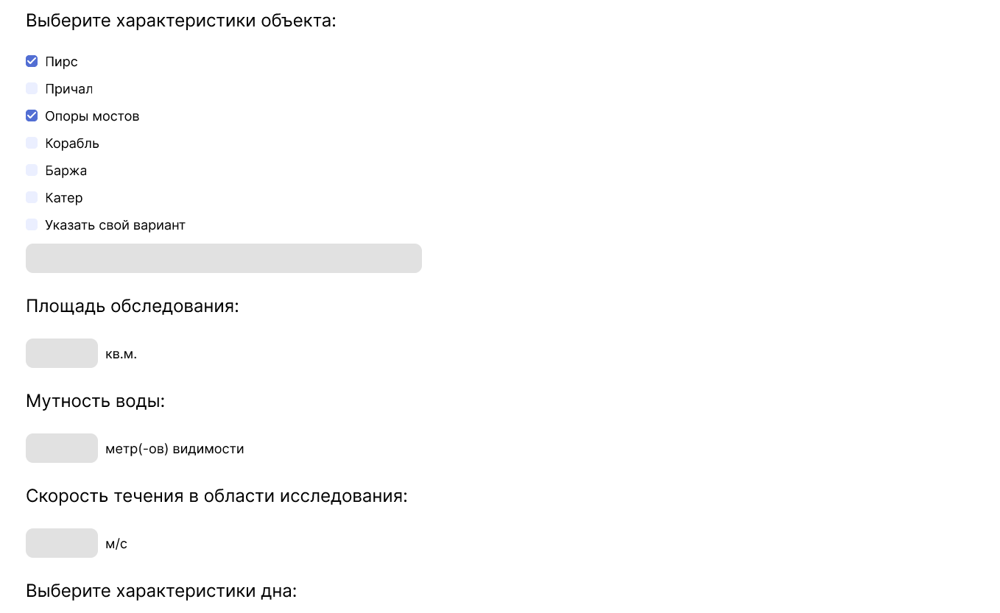 Выберите характеристики объекта:
Пирс
Причал
Опоры мостов
Корабль
Баржа
Катер
Указать свой вариант
Площадь обследования:
кв.м.
Мутность воды:
метр(-ов) видимости
Скорость течения в области исследования:
м/с
Выберите характеристики дна: